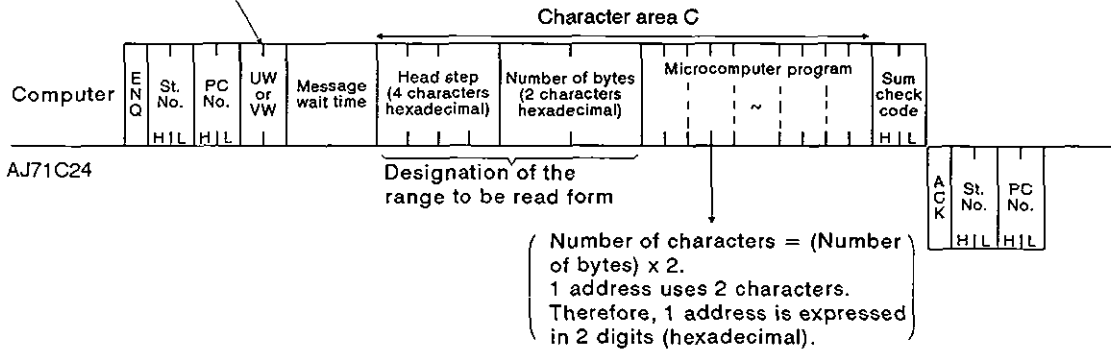 Character area C
Computer
E N Q
St. No.
H L
PC No.
H L
UW or VW
Message wait time
Head step (4 characters hexadecimal)
Number of bytes (2 characters hexadecimal)
Microcomputer program
~
Sum check code
H L
AJ71C24
Designation of the
range to be read form
A C K
St. No.
H L
PC No.
H L
Number of characters = (Number
of bytes) x 2.
1 address uses 2 characters.
Therefore, 1 address is expressed
in 2 digits (hexadecimal).